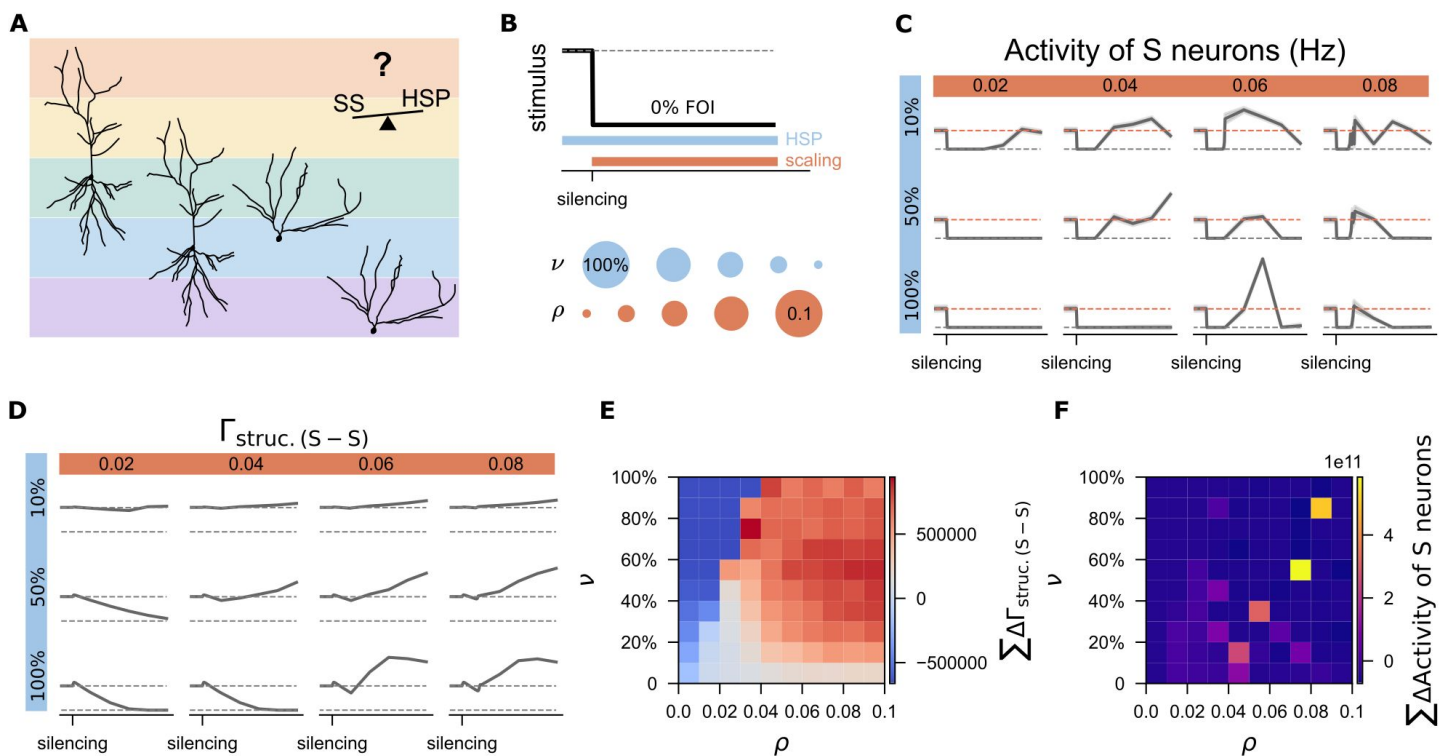 A
?
SS HSP
B
stimulus
0% FOI
HSP
scaling
silencing
ν 100%
ρ 0.1
C
Activity of S neurons (Hz)
0.02 0.04 0.06 0.08
10%
50%
100%
silencing silencing silencing silencing
D
Γstruc. (S − S)
0.02 0.04 0.06 0.08
10%
50%
100%
silencing silencing silencing silencing
E
100%
80%
60%
40%
20%
0
ν
0.0 0.02 0.04 0.06 0.08 0.1
ρ
500000
0
−500000
∑ΔΓstruc. (S − S)
F
1e11
100%
80%
60%
40%
20%
0
ν
0.0 0.02 0.04 0.06 0.08 0.1
ρ
4
2
0
∑ΔActivity of S neurons